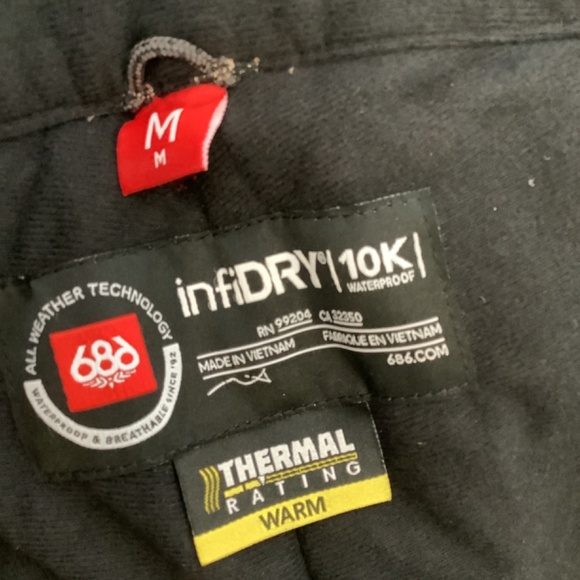 M
M
ALL WEATHER TECHNOLOGY
686
WATERPROOF & BREATHABLE SINCE '92
infiDRY® |10K|
WATERPROOF
RN 99204 CA 32350
MADE IN VIETNAM FABRIQUE EN VIETNAM
686.COM
THERMAL
RATING
WARM